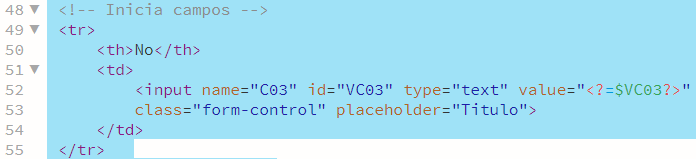 48 <!-- Inicia campos -->
49 <tr>
50 <th>No</th>
51 <td>
52 <input name="C03" id="VC03" type="text" value="<?=$VC03?>"
53 class="form-control" placeholder="Titulo">
54 </td>
55 </tr>